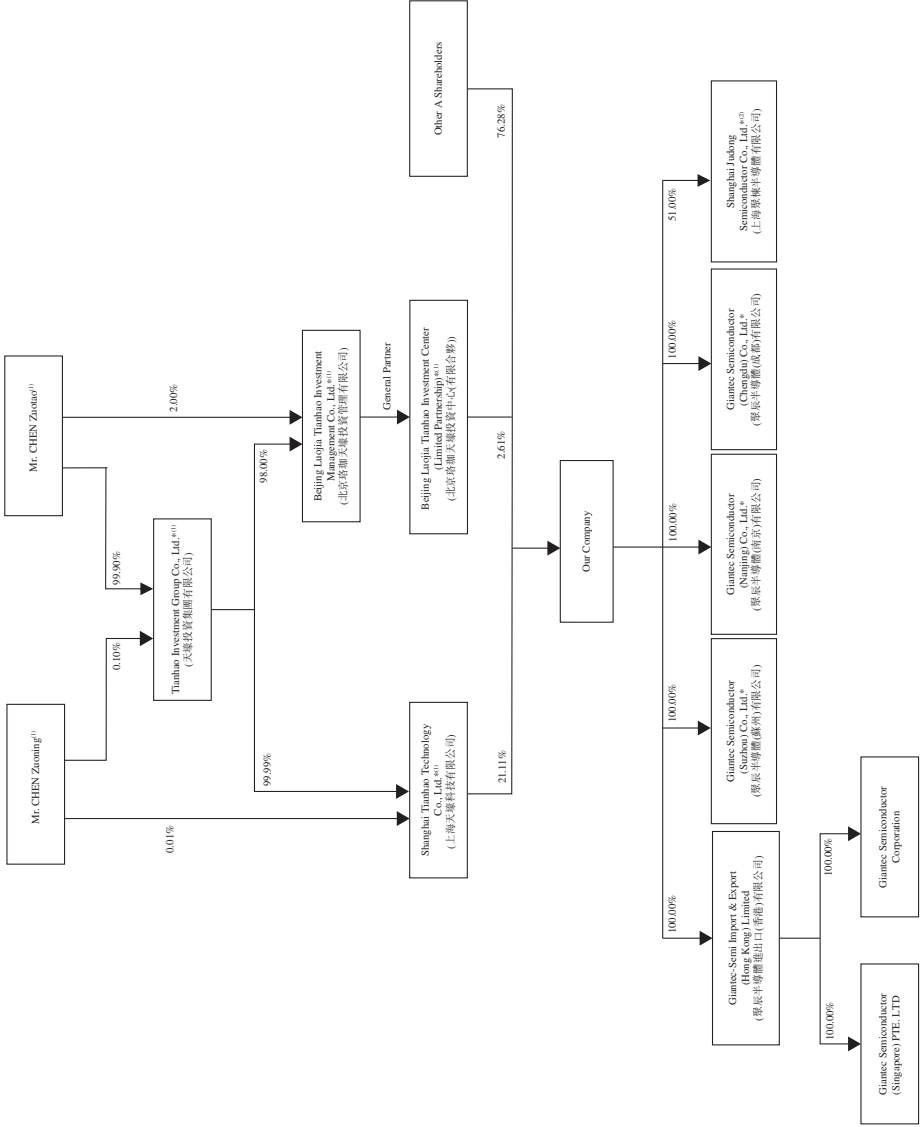 Mr. CHEN Zuoning(1)
Mr. CHEN Zuotao(1)
0.10%
99.90%
Tianhao Investment Group Co., Ltd.*(1)
(天壕投資集團有限公司)
0.01%
99.99%
98.00%
2.00%
Beijing Luojia Tianhao Investment
Management Co., Ltd.*(1)
(北京珞珈天壕投資管理有限公司)
General Partner
Shanghai Tianhao Technology
Co., Ltd.*(1)
(上海天壕科技有限公司)
Beijing Luojia Tianhao Investment Center
(Limited Partnership)*(1)
(北京珞珈天壕投資中心(有限合夥))
Other A Shareholders
21.11%
2.61%
76.28%
Our Company
100.00%
100.00%
100.00%
100.00%
51.00%
Giantec-Semi Import & Export
(Hong Kong) Limited
(聚辰半導體進出口(香港)有限公司)
Giantec Semiconductor
(Suzhou) Co., Ltd.*
(聚辰半導體(蘇州)有限公司)
Giantec Semiconductor
(Nanjing) Co., Ltd.*
(聚辰半導體(南京)有限公司)
Giantec Semiconductor
(Chengdu) Co., Ltd.*
(聚辰半導體(成都)有限公司)
Shanghai Judong
Semiconductor Co., Ltd.*(2)
(上海聚棟半導體有限公司)
100.00%
100.00%
Giantec Semiconductor
(Singapore) PTE. LTD
Giantec Semiconductor
Corporation